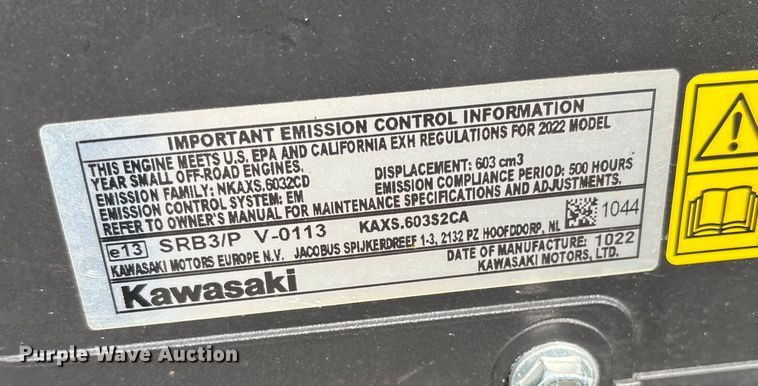 IMPORTANT EMISSION CONTROL INFORMATION
THIS ENGINE MEETS U.S. EPA AND CALIFORNIA EXH REGULATIONS FOR 2022 MODEL
YEAR SMALL OFF-ROAD ENGINES.
EMISSION FAMILY: NKAXS.6032CD DISPLACEMENT: 603 cm3
EMISSION CONTROL SYSTEM: EM EMISSION COMPLIANCE PERIOD: 500 HOURS
REFER TO OWNER'S MANUAL FOR MAINTENANCE SPECIFICATIONS AND ADJUSTMENTS.
e13 SRB3/P V-0113 KAXS.603S2CA 1044
KAWASAKI MOTORS EUROPE N.V. JACOBUS SPIJKERDREEF 1-3, 2132 PZ HOOFDDORP, NL
DATE OF MANUFACTURE: 1022
Kawasaki KAWASAKI MOTORS, LTD.
Purple Wave Auction